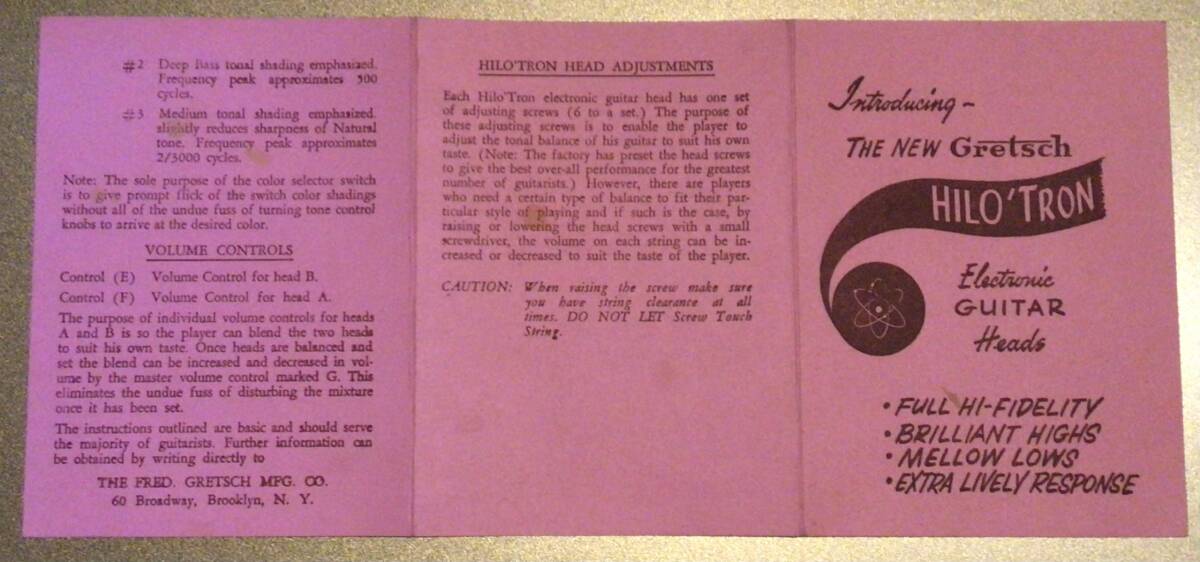 #2 Deep Bass tonal shading emphasized.
Frequency peak approximates 500
cycles.
#3 Medium tonal shading emphasized.
slightly reduces sharpness of Natural
tone. Frequency peak approximates
2/3000 cycles.
Note: The sole purpose of the color selector switch
is to give prompt flick of the switch color shadings
without all of the undue fuss of turning tone control
knobs to arrive at the desired color.
VOLUME CONTROLS
Control (E) Volume Control for head B.
Control (F) Volume Control for head A.
The purpose of individual volume controls for heads
A and B is so the player can blend the two heads
to suit his own taste. Once heads are balanced and
set the blend can be increased and decreased in vol-
ume by the master volume control marked G. This
eliminates the undue fuss of disturbing the mixture
once it has been set.
The instructions outlined are basic and should serve
the majority of guitarists. Further information can
be obtained by writing directly to
THE FRED. GRETSCH MFG. CO.
60 Broadway, Brooklyn, N. Y.
HILO'TRON HEAD ADJUSTMENTS
Each Hilo'Tron electronic guitar head has one set
of adjusting screws (6 to a set.) The purpose of
these adjusting screws is to enable the player to
adjust the tonal balance of his guitar to suit his own
taste. (Note: The factory has preset the head screws
to give the best over-all performance for the greatest
number of guitarists.) However, there are players
who need a certain type of balance to fit their par-
ticular style of playing and if such is the case, by
raising or lowering the head screws with a small
screwdriver, the volume on each string can be in-
creased or decreased to suit the taste of the player.
CAUTION: When raising the screw make sure
you have string clearance at all
times. DO NOT LET Screw Touch
String.
Introducing -
THE NEW Gretsch
HILO'TRON
Electronic
GUITAR
Heads
• FULL HI-FIDELITY
• BRILLIANT HIGHS
• MELLOW LOWS
• EXTRA LIVELY RESPONSE